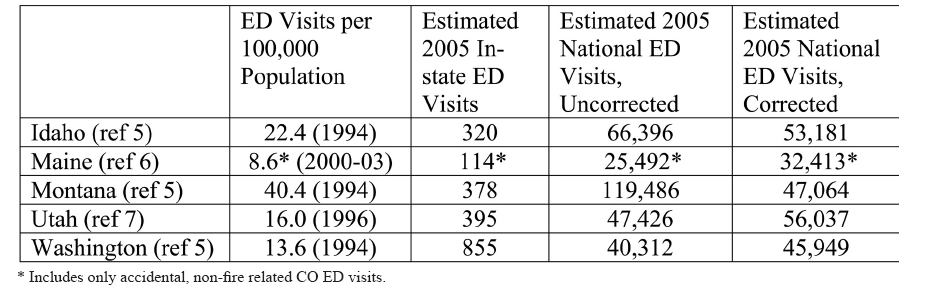 ED Visits per 100,000 Population | Estimated 2005 In-state ED Visits | Estimated 2005 National ED Visits, Uncorrected | Estimated 2005 National ED Visits, Corrected
Idaho (ref 5) | 22.4 (1994) | 320 | 66,396 | 53,181
Maine (ref 6) | 8.6* (2000-03) | 114* | 25,492* | 32,413*
Montana (ref 5) | 40.4 (1994) | 378 | 119,486 | 47,064
Utah (ref 7) | 16.0 (1996) | 395 | 47,426 | 56,037
Washington (ref 5) | 13.6 (1994) | 855 | 40,312 | 45,949
* Includes only accidental, non-fire related CO ED visits.